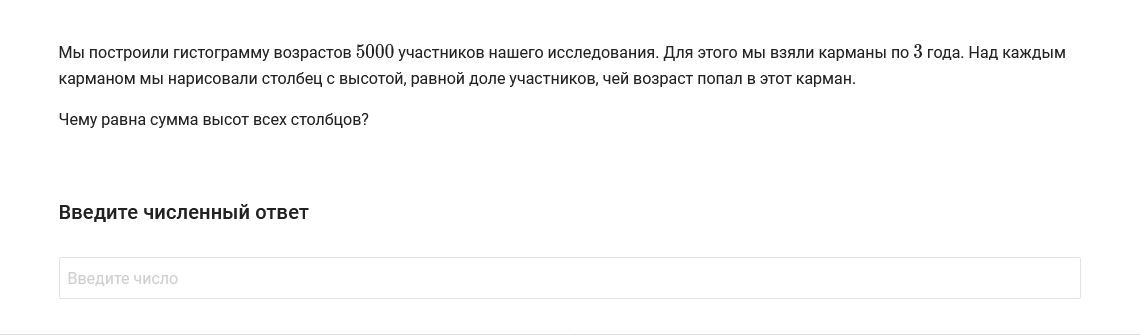 Мы построили гистограмму возрастов 5000 участников нашего исследования. Для этого мы взяли карманы по 3 года. Над каждым
карманом мы нарисовали столбец с высотой, равной доле участников, чей возраст попал в этот карман.
Чему равна сумма высот всех столбцов?
Введите численный ответ
Введите число